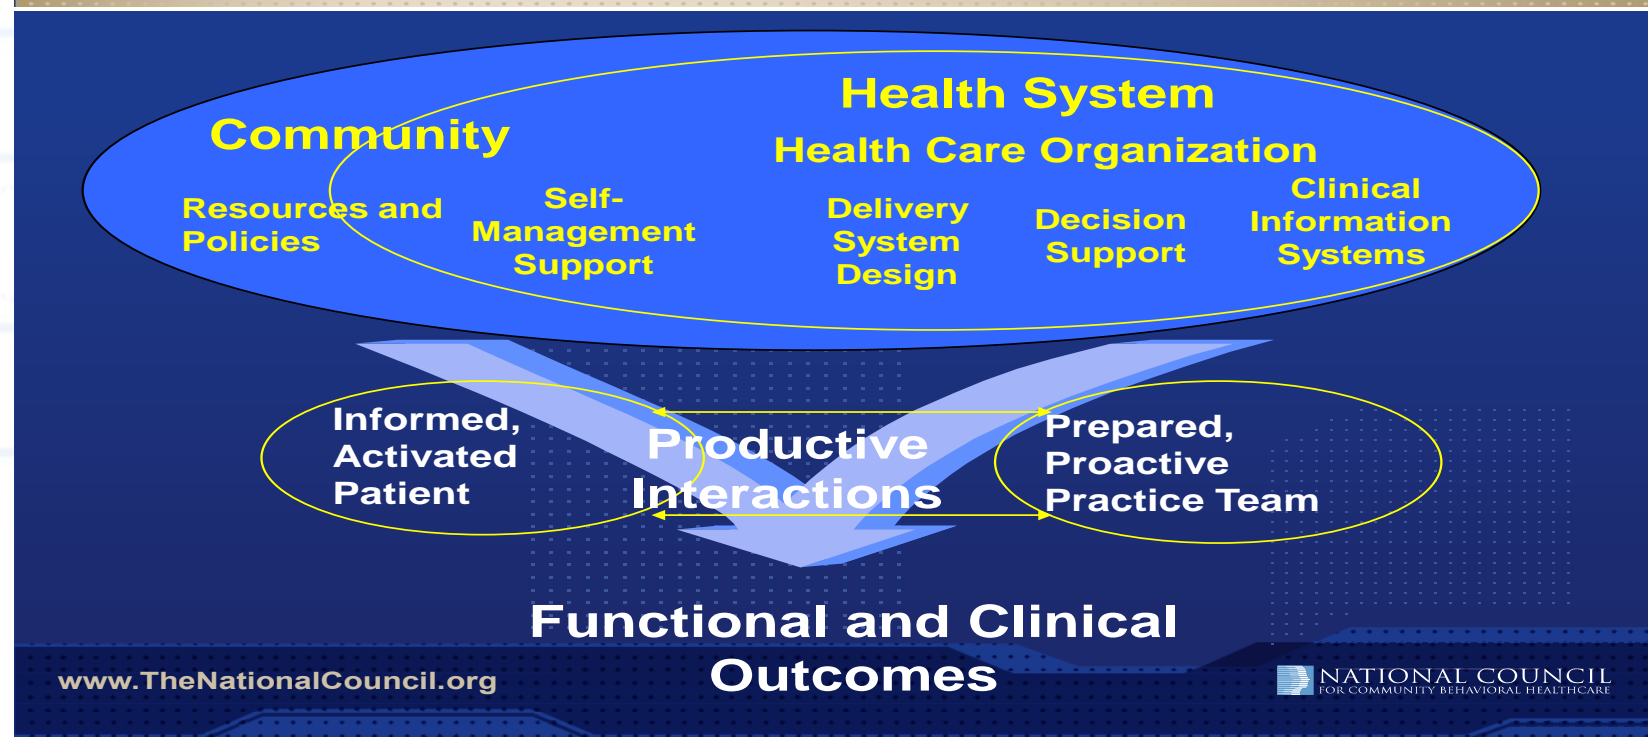 Health System
Community
Health Care Organization
Resources and
Policies
Self-
Management
Support
Delivery
System
Design
Decision
Support
Clinical
Information
Systems
Informed,
Activated
Patient
Productive
Interactions
Prepared,
Proactive
Practice Team
Functional and Clinical
Outcomes
www.TheNationalCouncil.org
NATIONAL COUNCIL
FOR COMMUNITY BEHAVIORAL HEALTHCARE